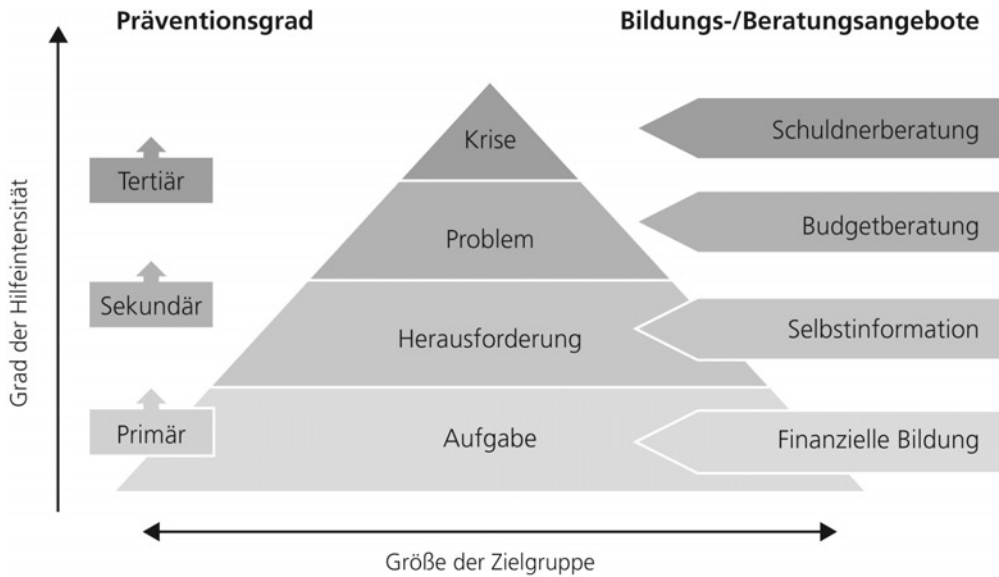 Präventionsgrad
Bildungs-/Beratungsangebote
Grad der Hilfeintensität
Krise
Schuldnerberatung
Tertiär
Problem
Budgetberatung
Sekundär
Herausforderung
Selbstinformation
Primär
Aufgabe
Finanzielle Bildung
Größe der Zielgruppe